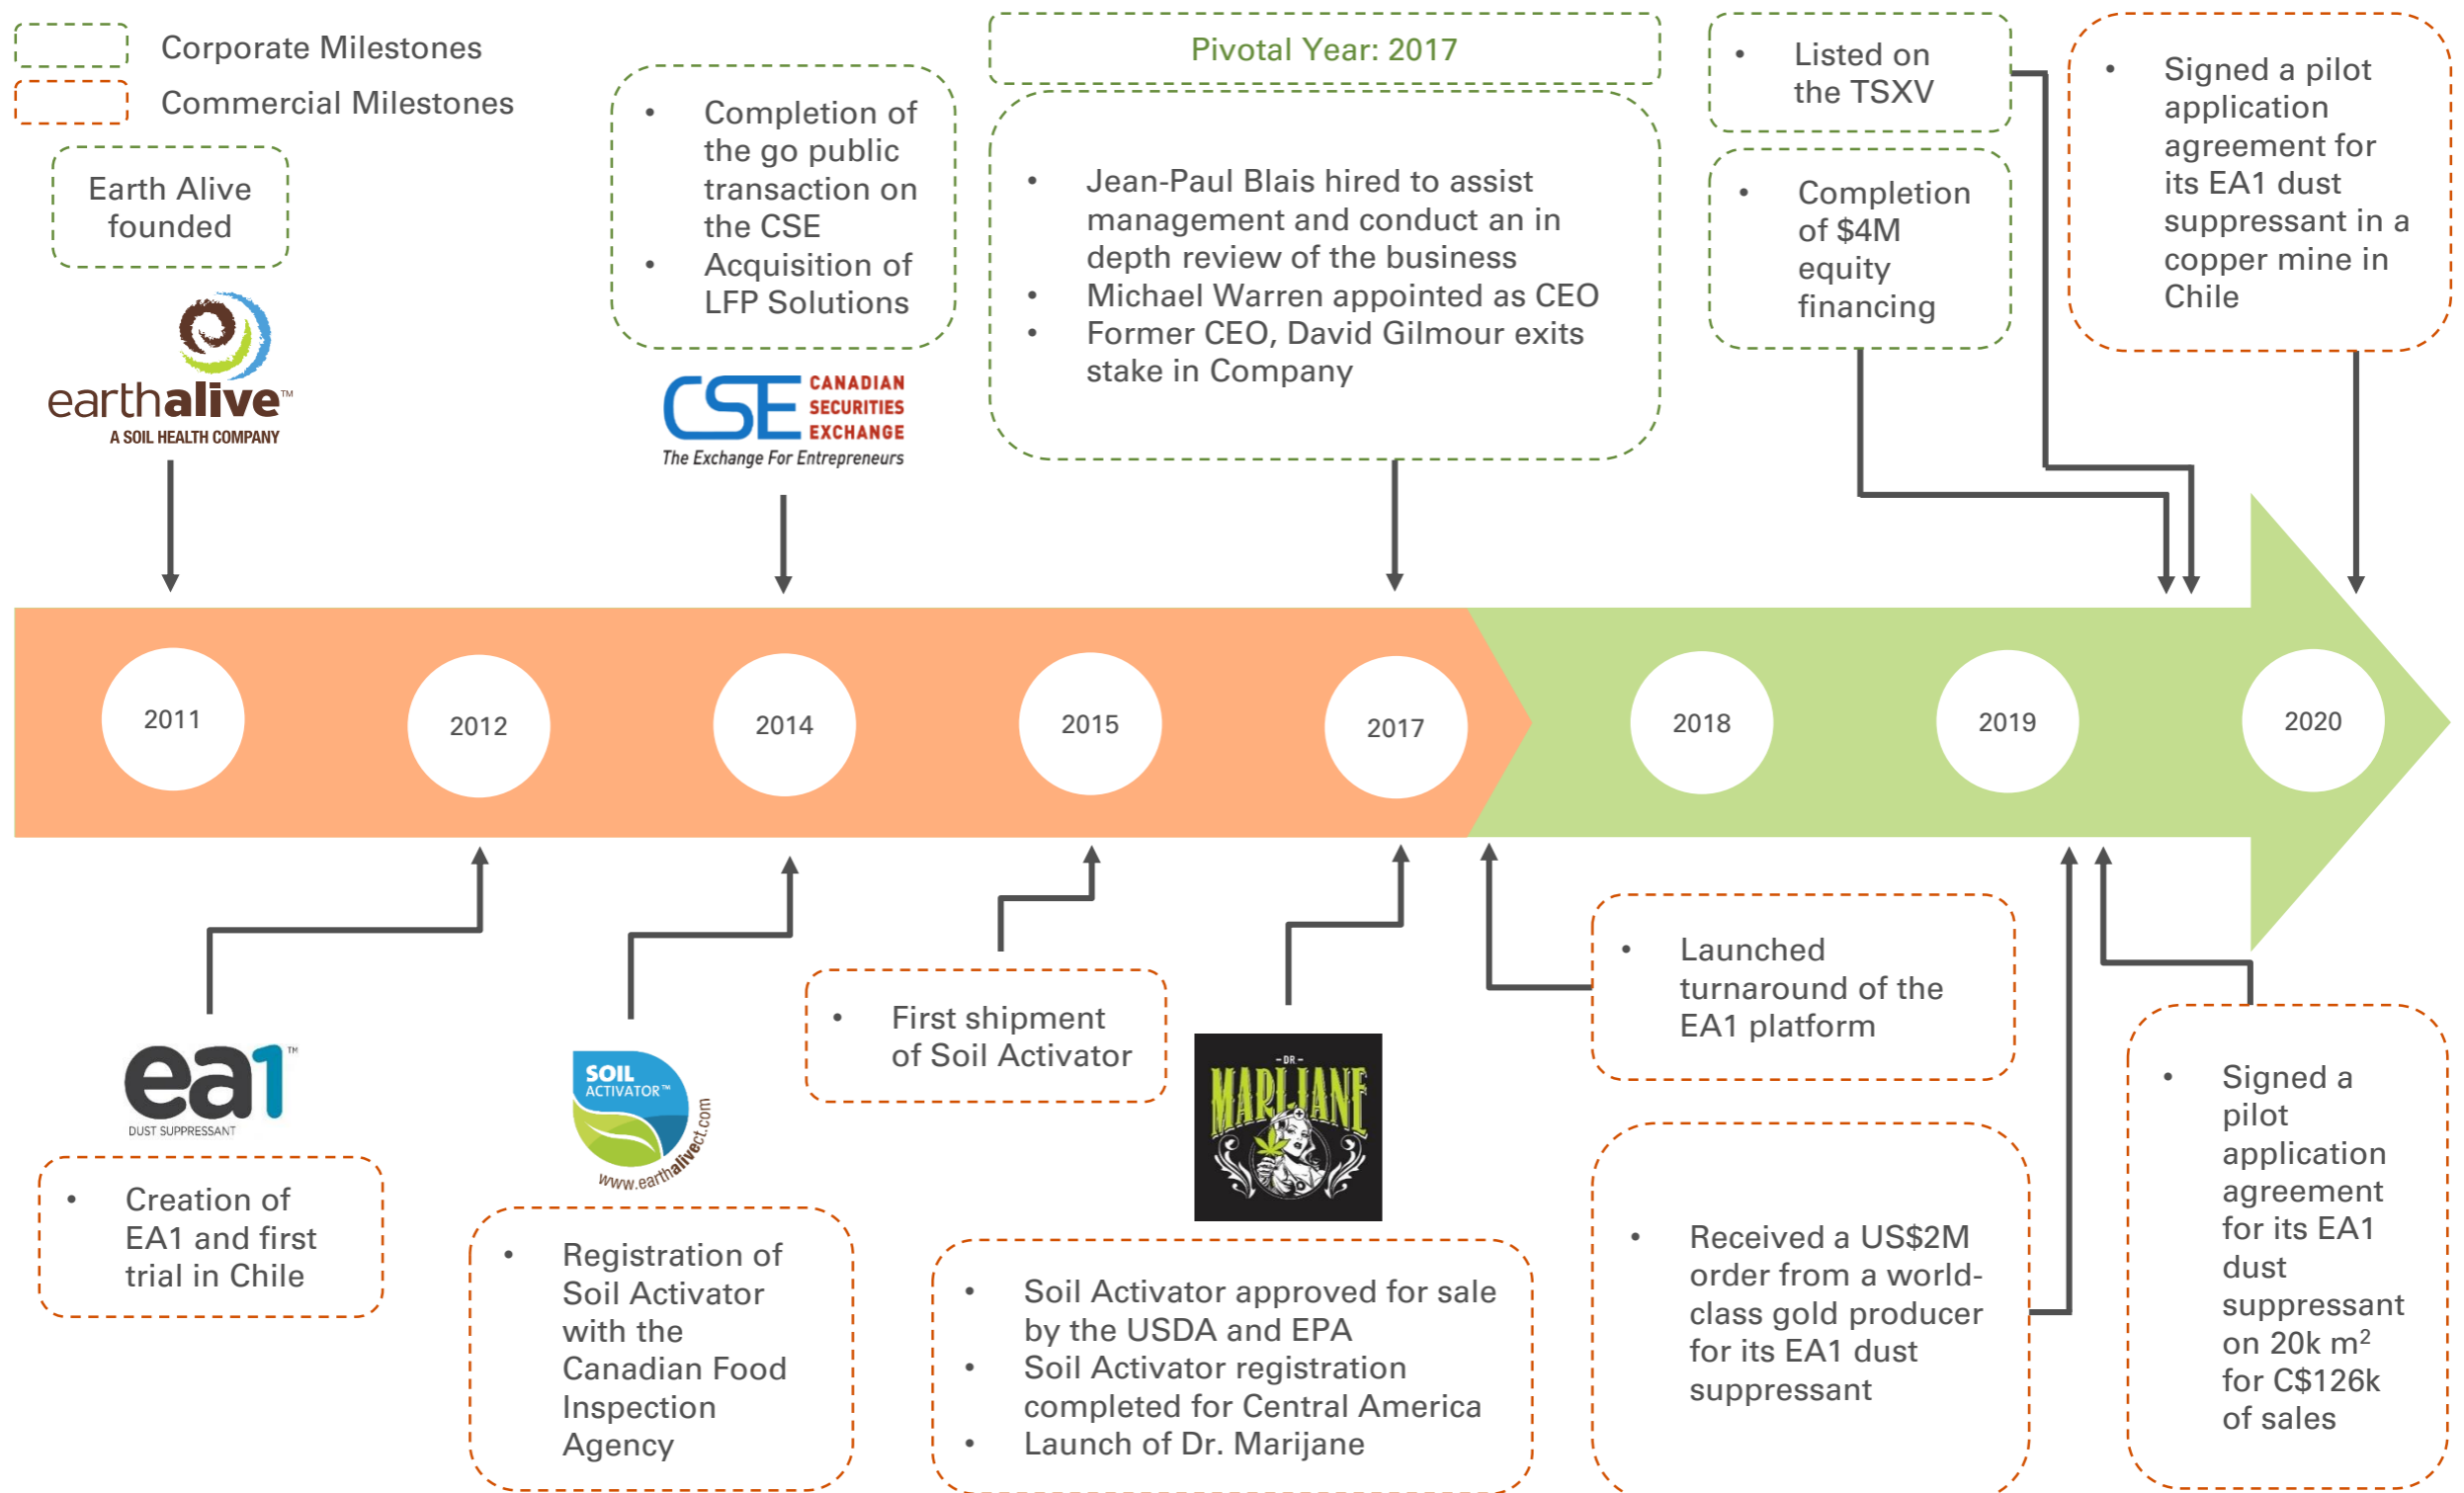 Corporate Milestones
Commercial Milestones
Earth Alive
founded
earthalive™
A SOIL HEALTH COMPANY
• Completion of
the go public
transaction on
the CSE
• Acquisition of
LFP Solutions
CSE CANADIAN
SECURITIES
EXCHANGE
The Exchange For Entrepreneurs
Pivotal Year: 2017
• Jean-Paul Blais hired to assist
management and conduct an in
depth review of the business
• Michael Warren appointed as CEO
• Former CEO, David Gilmour exits
stake in Company
• Listed on
the TSXV
• Completion
of $4M
equity
financing
• Signed a pilot
application
agreement for
its EA1 dust
suppressant in a
copper mine in
Chile
2011
2012
2014
2015
2017
2018
2019
2020
ea1™
DUST SUPPRESSANT
• Creation of
EA1 and first
trial in Chile
SOIL
ACTIVATOR™
www.earthalivect.com
• Registration of
Soil Activator
with the
Canadian Food
Inspection
Agency
• First shipment
of Soil Activator
- DR -
MARIJANE
• Soil Activator approved for sale
by the USDA and EPA
• Soil Activator registration
completed for Central America
• Launch of Dr. Marijane
• Launched
turnaround of the
EA1 platform
• Received a US$2M
order from a world-
class gold producer
for its EA1 dust
suppressant
• Signed a
pilot
application
agreement
for its EA1
dust
suppressant
on 20k m²
for C$126k
of sales